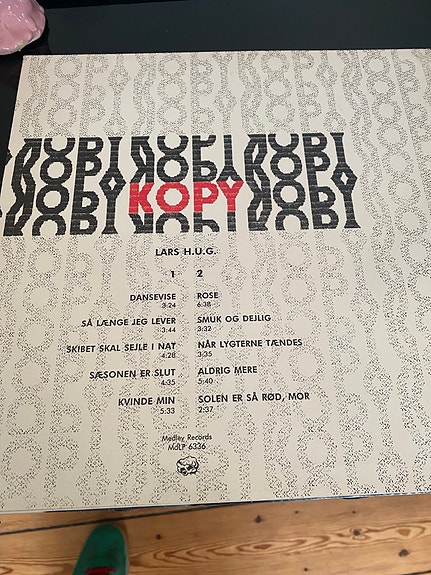 KOPY
LARS H.U.G.
1 2
DANSEVISE
3:24
SÅ LÆNGE JEG LEVER
3:44
SKIBET SKAL SEJLE I NAT
4:28
SÆSONEN ER SLUT
4:35
KVINDE MIN
5:33
ROSE
6:38
SMUK OG DEJLIG
3:32
NÅR LYGTERNE TÆNDES
3:35
ALDRIG MERE
5:40
SOLEN ER SÅ RØD, MOR
2:37
Medley Records
MdLP 6336